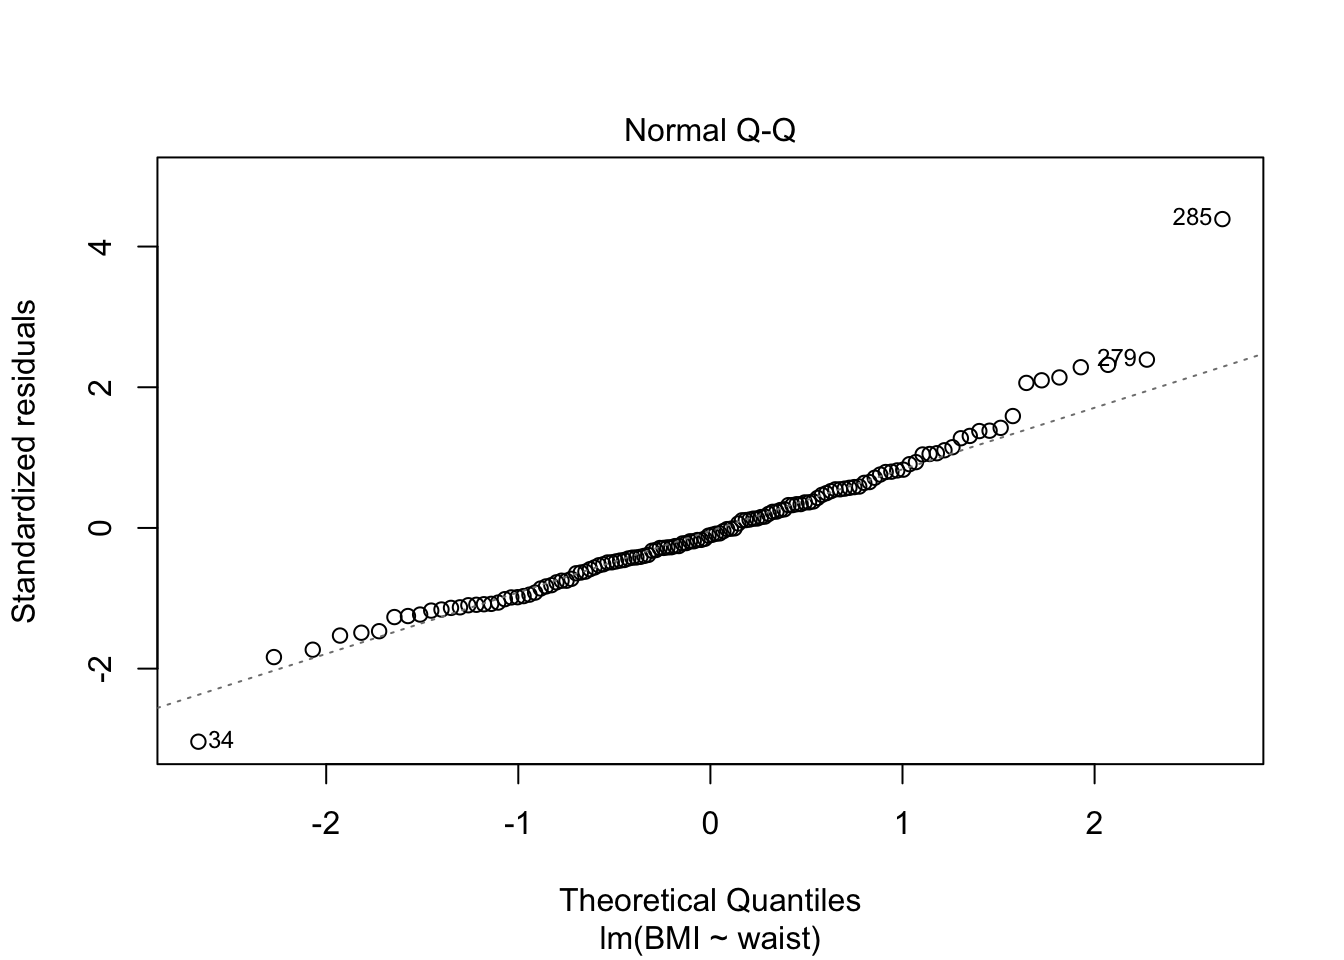 Normal Q-Q
285
279
34
4
2
0
-2
Standardized residuals
-2 -1 0 1 2
Theoretical Quantiles
lm(BMI ~ waist)